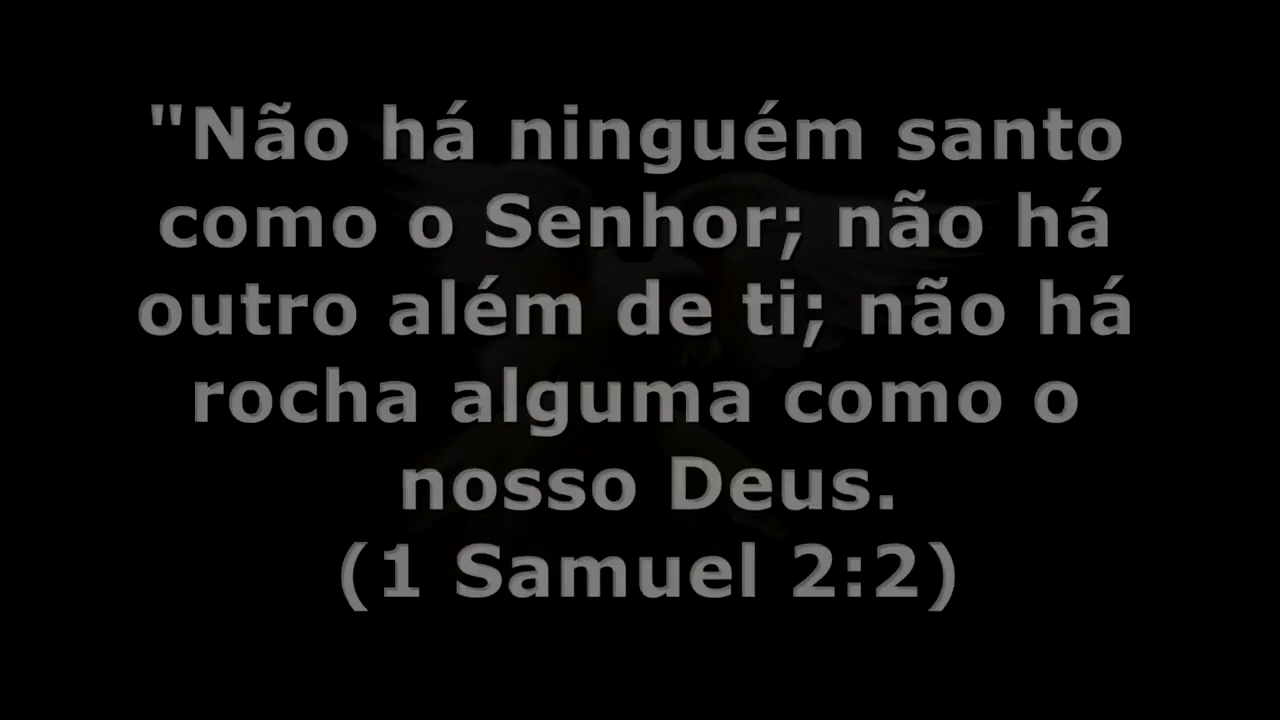 "Não há ninguém santo
como o Senhor; não há
outro além de ti; não há
rocha alguma como o
nosso Deus.
(1 Samuel 2:2)